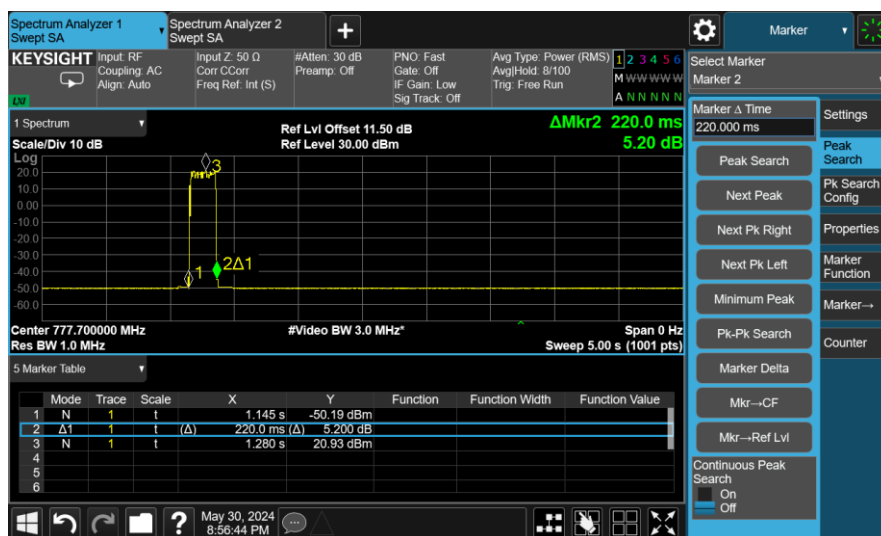 Spectrum Analyzer 1
Swept SA
Spectrum Analyzer 2
Swept SA
Marker
KEYSIGHT
Input: RF
Coupling: AC
Align: Auto
Input Z: 50 Ω
Corr CCorr
Freq Ref: Int (S)
#Atten: 30 dB
Preamp: Off
PNO: Fast
Gate: Off
IF Gain: Low
Sig Track: Off
Avg Type: Power (RMS)
Avg|Hold: 8/100
Trig: Free Run
1 2 3 4 5 6
M W W W W W
A N N N N N
LXI
Select Marker
Marker 2
1 Spectrum
Scale/Div 10 dB
Ref Lvl Offset 11.50 dB
Ref Level 30.00 dBm
ΔMkr2 220.0 ms
5.20 dB
Log
20.0
10.0
0.00
-10.0
-20.0
-30.0
-40.0
-50.0
-60.0
3
1
2Δ1
Center 777.700000 MHz
Res BW 1.0 MHz
#Video BW 3.0 MHz*
Span 0 Hz
Sweep 5.00 s (1001 pts)
5 Marker Table
Mode Trace Scale X Y Function Function Width Function Value
1 N 1 t 1.145 s -50.19 dBm
2 Δ1 1 t (Δ) 220.0 ms (Δ) 5.200 dB
3 N 1 t 1.280 s 20.93 dBm
4
5
6
Marker Δ Time
220.000 ms
Peak Search
Next Peak
Next Pk Right
Next Pk Left
Minimum Peak
Pk-Pk Search
Marker Delta
Mkr→CF
Mkr→Ref Lvl
Continuous Peak
Search
On
Off
Settings
Peak
Search
Pk Search
Config
Properties
Marker
Function
Marker→
Counter
May 30, 2024
8:56:44 PM